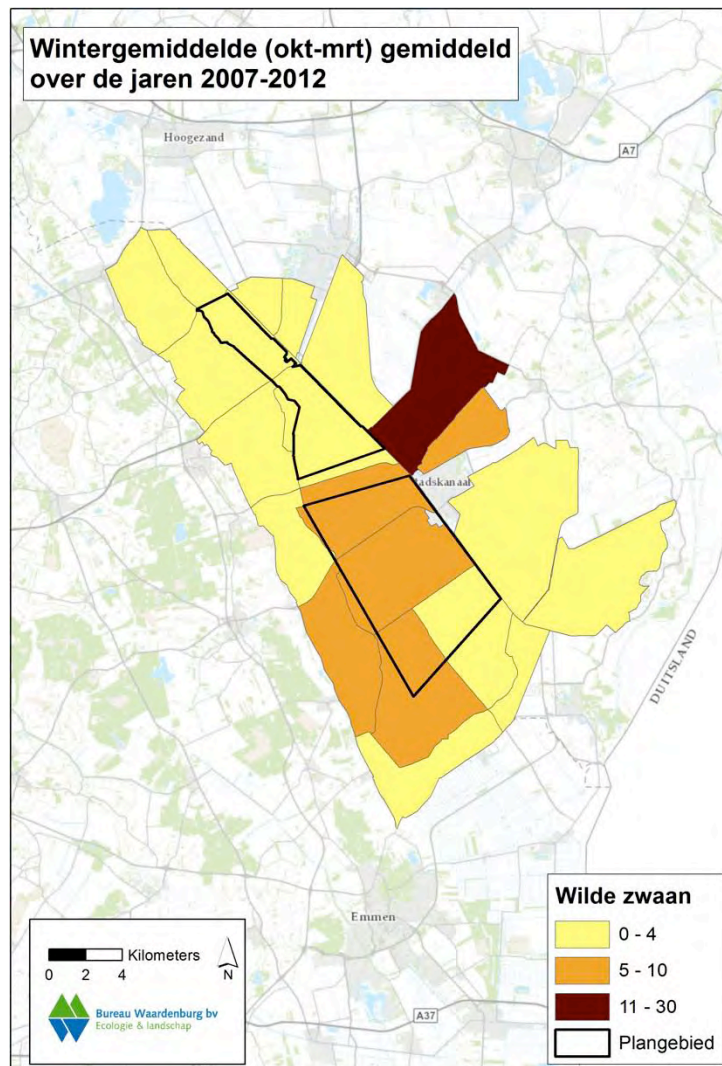 Wintergemiddelde (okt-mrt) gemiddeld
over de jaren 2007-2012
Hoogezand
A7
adskanaal
DUITSLAND
Emmen
A37
Kilometers
0 2 4
N
Bureau Waardenburg bv
Ecologie & landschap
Wilde zwaan
0 - 4
5 - 10
11 - 30
Plangebied